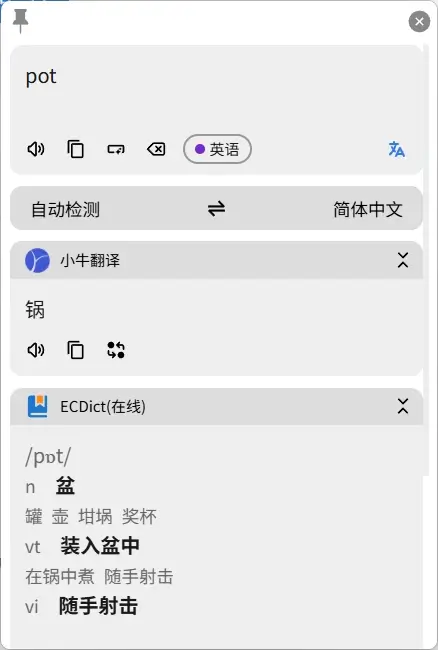 pot
英语
自动检测 简体中文
小牛翻译
锅
ECDict(在线)
/pɒt/
n 盆
罐 壶 坩埚 奖杯
vt 装入盆中
在锅中煮 随手射击
vi 随手射击